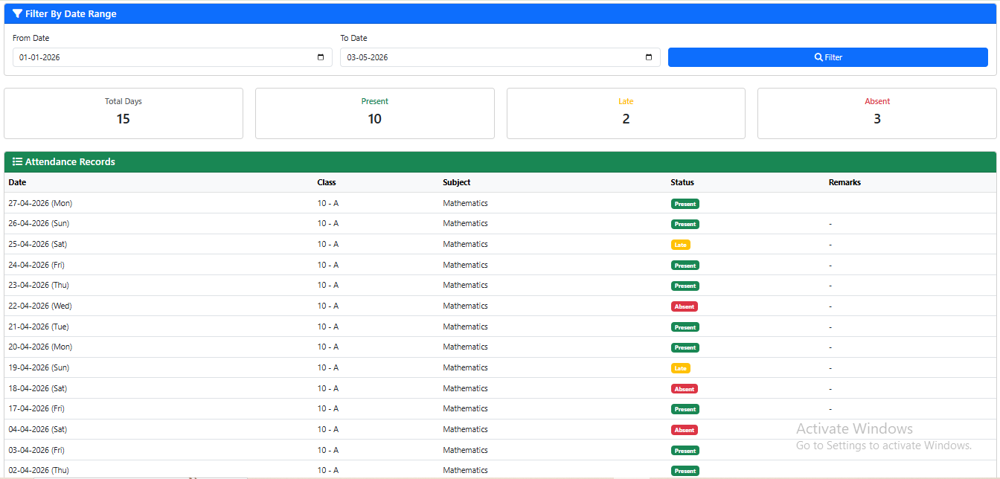 Filter By Date Range
From Date To Date
01-01-2026 03-05-2026 Filter
Total Days Present Late Absent
15 10 2 3
Attendance Records
Date Class Subject Status Remarks
27-04-2026 (Mon) 10 - A Mathematics Present
26-04-2026 (Sun) 10 - A Mathematics Present -
25-04-2026 (Sat) 10 - A Mathematics Late -
24-04-2026 (Fri) 10 - A Mathematics Present -
23-04-2026 (Thu) 10 - A Mathematics Present -
22-04-2026 (Wed) 10 - A Mathematics Absent -
21-04-2026 (Tue) 10 - A Mathematics Present -
20-04-2026 (Mon) 10 - A Mathematics Present -
19-04-2026 (Sun) 10 - A Mathematics Late -
18-04-2026 (Sat) 10 - A Mathematics Absent -
17-04-2026 (Fri) 10 - A Mathematics Present -
04-04-2026 (Sat) 10 - A Mathematics Absent
03-04-2026 (Fri) 10 - A Mathematics Present
02-04-2026 (Thu) 10 - A Mathematics Present
Activate Windows
Go to Settings to activate Windows.